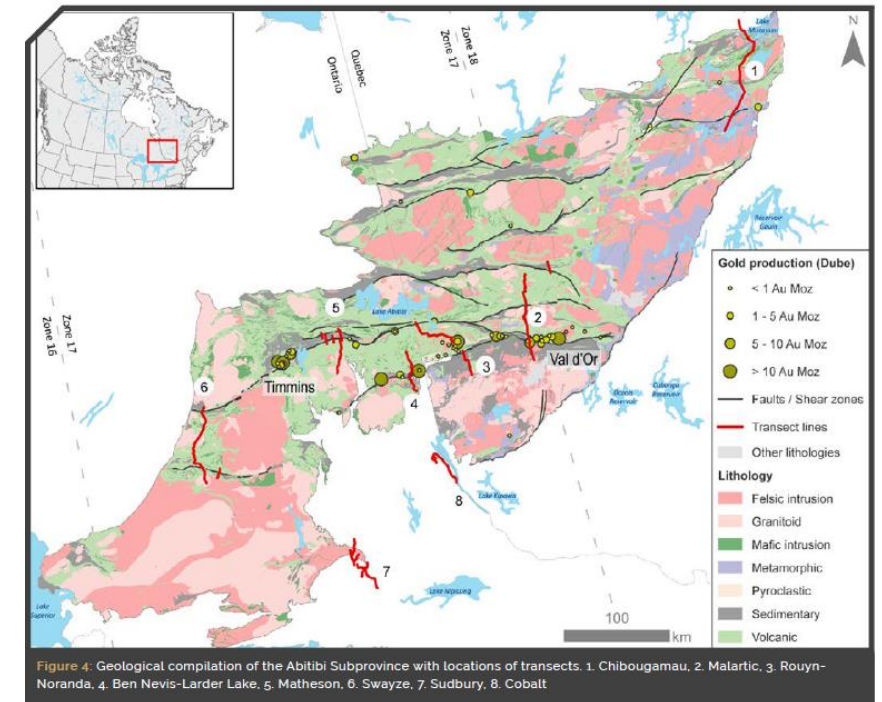 Lake Mistassini
N
Zone 18
Zone 17
Quebec
Ontario
1
Reservoir Gouin
Gold production (Dube)
< 1 Au Moz
1 - 5 Au Moz
5 - 10 Au Moz
> 10 Au Moz
Faults / Shear zones
Transect lines
Other lithologies
Lithology
Felsic intrusion
Granitoid
Mafic intrusion
Metamorphic
Pyroclastic
Sedimentary
Volcanic
Zone 17
Zone 16
5
Lake Abitibi
2
Val d'Or
Timmins
3
6
4
Reservoir
Reservoir
8
Lake Kipawa
7
Lake Nipissing
Lake Superior
100
km
Figure 4: Geological compilation of the Abitibi Subprovince with locations of transects. 1. Chibougamau, 2. Malartic, 3. Rouyn-
Noranda, 4. Ben Nevis-Larder Lake, 5. Matheson, 6. Swayze, 7. Sudbury, 8. Cobalt